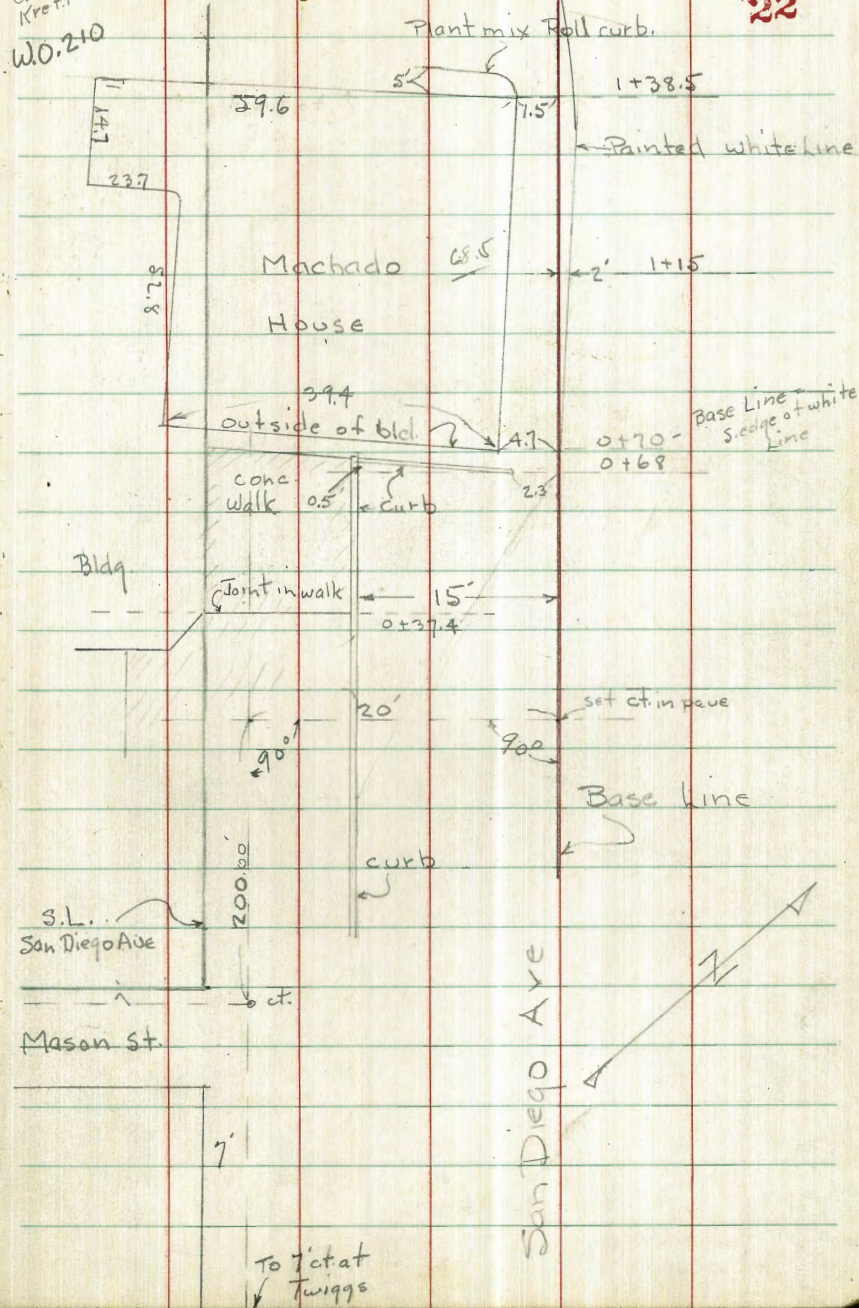 22
W.O. 210
Plant mix Roll curb.
5'
59.6
7.5'
1+38.5
14.7
Painted white Line
23.7
Machado
House
68.5
2'
1+15
52.8
39.4
outside of bld.
4.7
0+70 -
0+68
Base Line -
S. edge of white
Line
conc.
walk
0.5'
curb
2.3'
Bldg.
Joint in walk
15'
0+37.4
20'
set ct. in pave
90°
90°
Base Line
curb
200.00'
S.L.
San Diego Ave
ct.
Mason St.
N
San Diego Ave
7'
To 7' ct. at
Twiggs